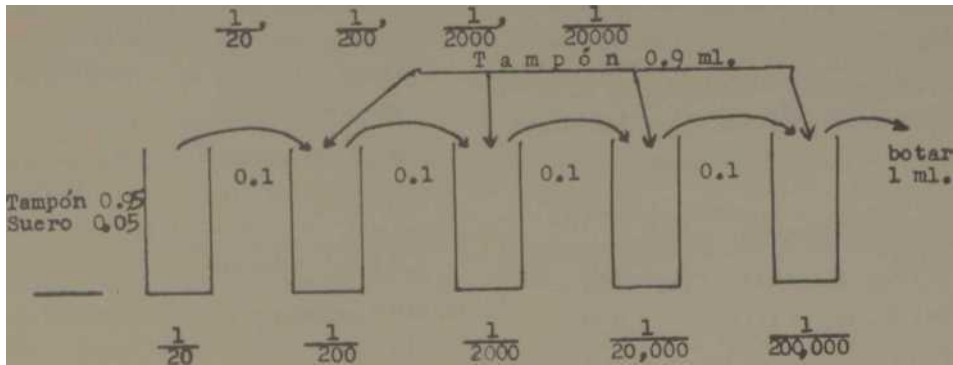 1/20, 1/200, 1/2000, 1/20000
Tampón 0.9 ml.
0.1 0.1 0.1 0.1
botar
1 ml.
Tampón 0.95
Suero 0.05
1/20 1/200 1/2000 1/20,000 1/200,000